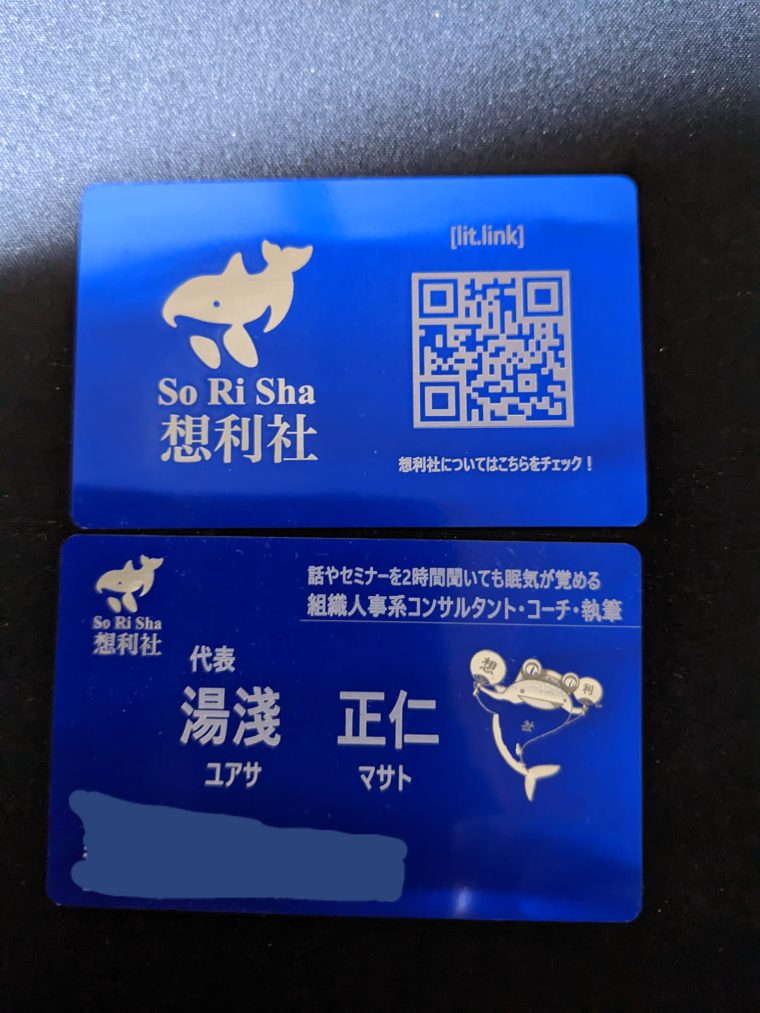 [lit.link]
So Ri Sha
想利社
想利社についてはこちらをチェック！
So Ri Sha
想利社
話やセミナーを2時間聞いても眠気が覚める
組織人事系コンサルタント・コーチ・執筆
代表
湯淺 正仁
ユアサ マサト
想 利
社